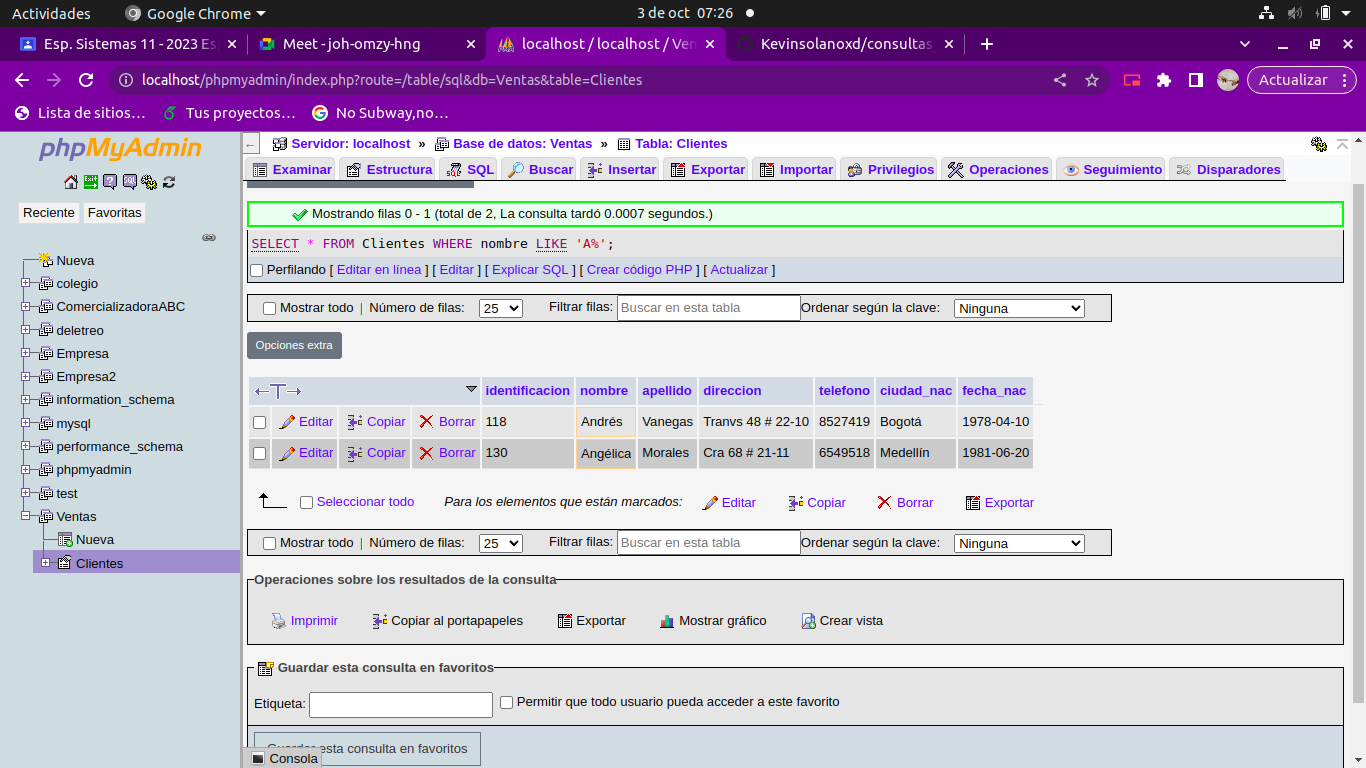 Actividades Google Chrome 3 de oct 07:26
Esp. Sistemas 11 - 2023 Es Meet - joh-omzy-hng localhost / localhost / Ven Kevinsolanoxd/consultas
localhost/phpmyadmin/index.php?route=/table/sql&db=Ventas&table=Clientes Actualizar
Lista de sitios… Tus proyectos… No Subway,no…
phpMyAdmin
Reciente Favoritas
Nueva
colegio
ComercializadoraABC
deletreo
Empresa
Empresa2
information_schema
mysql
performance_schema
phpmyadmin
test
Ventas
Nueva
Clientes
Servidor: localhost » Base de datos: Ventas » Tabla: Clientes
Examinar Estructura SQL Buscar Insertar Exportar Importar Privilegios Operaciones Seguimiento Disparadores
Mostrando filas 0 - 1 (total de 2, La consulta tardó 0.0007 segundos.)
SELECT * FROM Clientes WHERE nombre LIKE 'A%';
Perfilando [ Editar en línea ] [ Editar ] [ Explicar SQL ] [ Crear código PHP ] [ Actualizar ]
Mostrar todo | Número de filas: 25 Filtrar filas: Buscar en esta tabla Ordenar según la clave: Ninguna
Opciones extra
←T→ identificacion nombre apellido direccion telefono ciudad_nac fecha_nac
Editar Copiar Borrar 118 Andrés Vanegas Tranvs 48 # 22-10 8527419 Bogotá 1978-04-10
Editar Copiar Borrar 130 Angélica Morales Cra 68 # 21-11 6549518 Medellín 1981-06-20
Seleccionar todo Para los elementos que están marcados: Editar Copiar Borrar Exportar
Mostrar todo | Número de filas: 25 Filtrar filas: Buscar en esta tabla Ordenar según la clave: Ninguna
Operaciones sobre los resultados de la consulta
Imprimir Copiar al portapapeles Exportar Mostrar gráfico Crear vista
Guardar esta consulta en favoritos
Etiqueta: Permitir que todo usuario pueda acceder a este favorito
Guardar esta consulta en favoritos
Consola